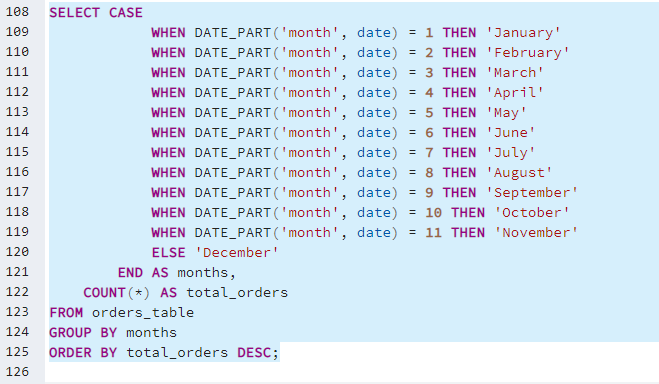 108 SELECT CASE
109 WHEN DATE_PART('month', date) = 1 THEN 'January'
110 WHEN DATE_PART('month', date) = 2 THEN 'February'
111 WHEN DATE_PART('month', date) = 3 THEN 'March'
112 WHEN DATE_PART('month', date) = 4 THEN 'April'
113 WHEN DATE_PART('month', date) = 5 THEN 'May'
114 WHEN DATE_PART('month', date) = 6 THEN 'June'
115 WHEN DATE_PART('month', date) = 7 THEN 'July'
116 WHEN DATE_PART('month', date) = 8 THEN 'August'
117 WHEN DATE_PART('month', date) = 9 THEN 'September'
118 WHEN DATE_PART('month', date) = 10 THEN 'October'
119 WHEN DATE_PART('month', date) = 11 THEN 'November'
120 ELSE 'December'
121 END AS months,
122 COUNT(*) AS total_orders
123 FROM orders_table
124 GROUP BY months
125 ORDER BY total_orders DESC;
126